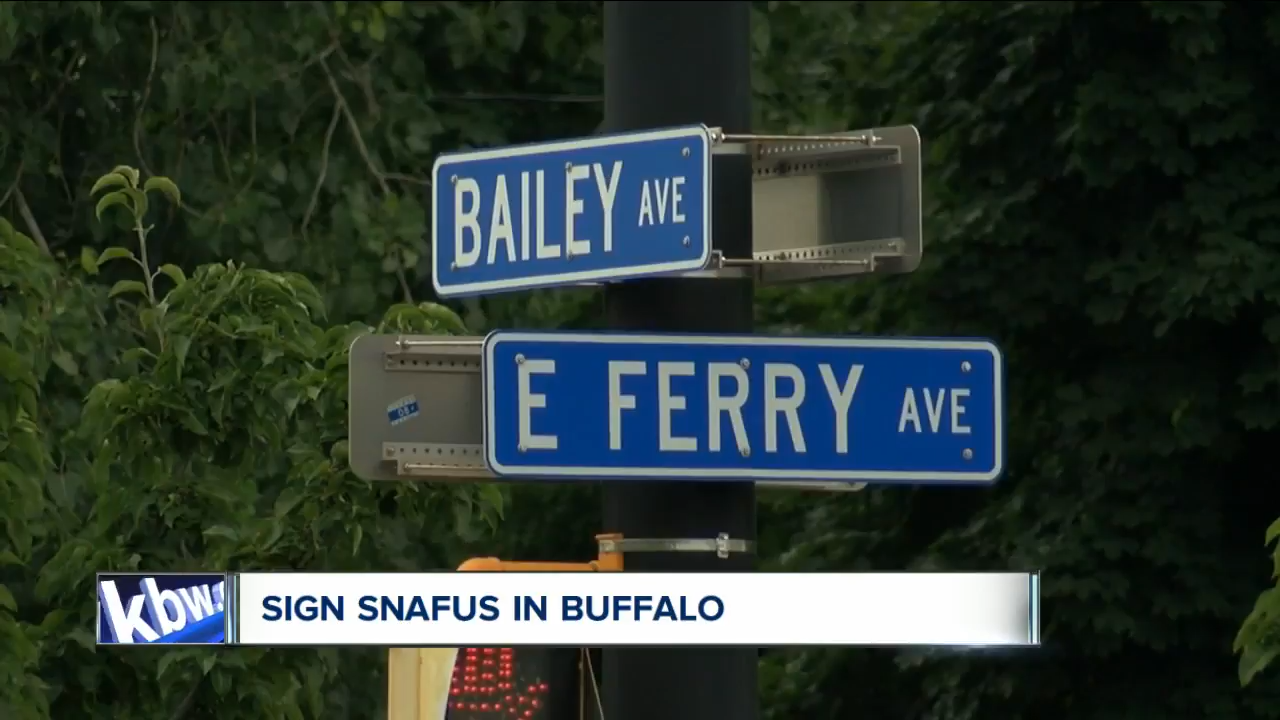 BAILEY AVE
E FERRY AVE
kbw
SIGN SNAFUS IN BUFFALO